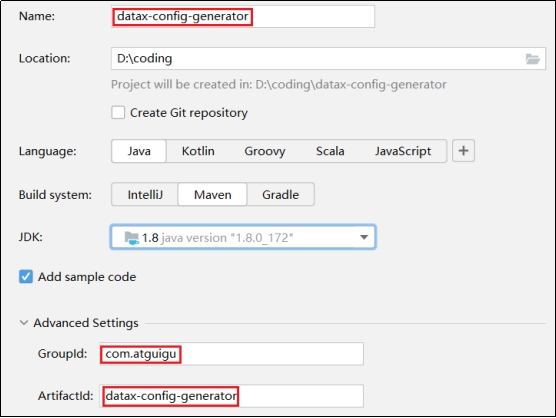 Name: datax-config-generator
Location: D:\coding
Project will be created in: D:\coding\datax-config-generator
Create Git repository
Language: Java Kotlin Groovy Scala JavaScript +
Build system: IntelliJ Maven Gradle
JDK: 1.8 java version "1.8.0_172"
Add sample code
Advanced Settings
GroupId: com.atguigu
ArtifactId: datax-config-generator